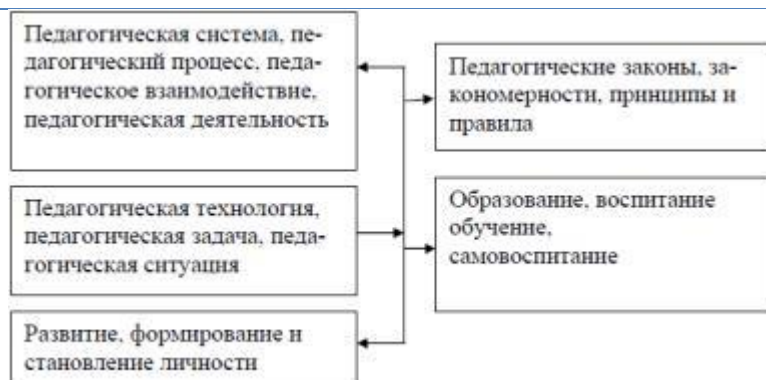 Педагогическая система, пе-
дагогический процесс, педа-
гогическое взаимодействие,
педагогическая деятельность
Педагогические законы, за-
кономерности, принципы и
правила
Педагогическая технология,
педагогическая задача, педа-
гогическая ситуация
Образование, воспитание
обучение,
самовоспитание
Развитие, формирование и
становление личности